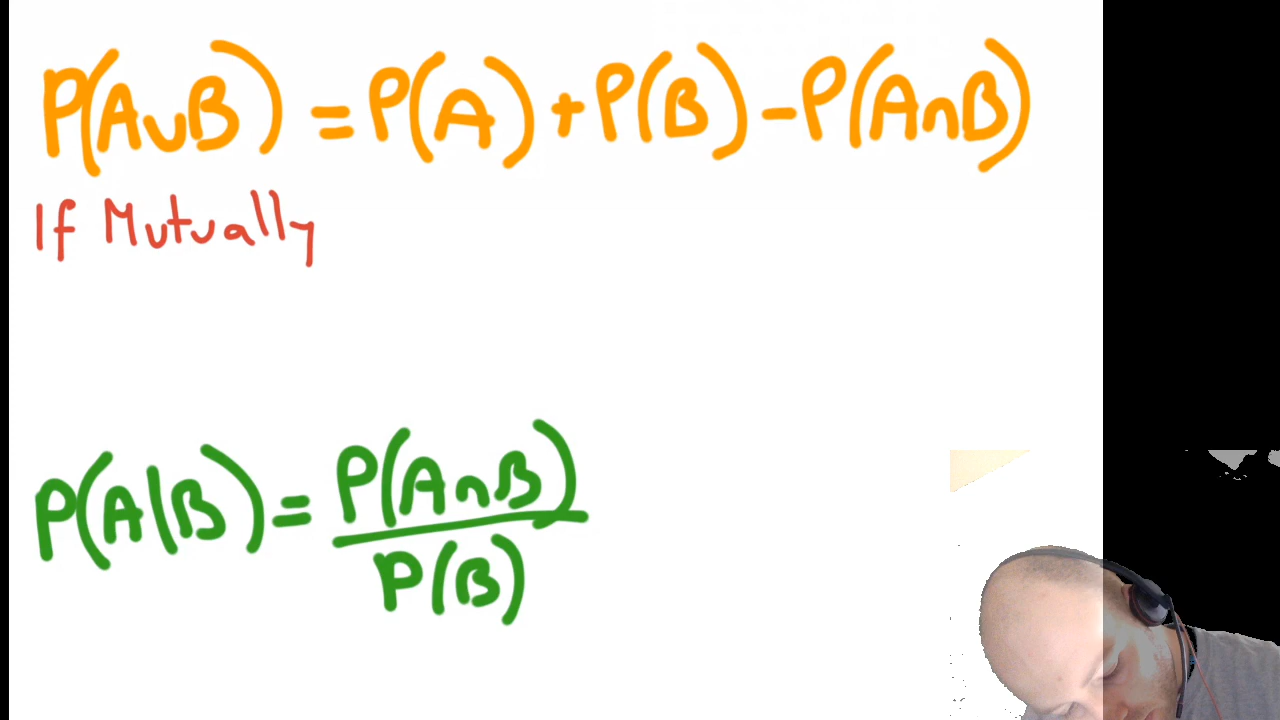 P(A∪B) = P(A) + P(B) - P(A∩B)
If Mutually
P(A|B) = P(A∩B) / P(B)